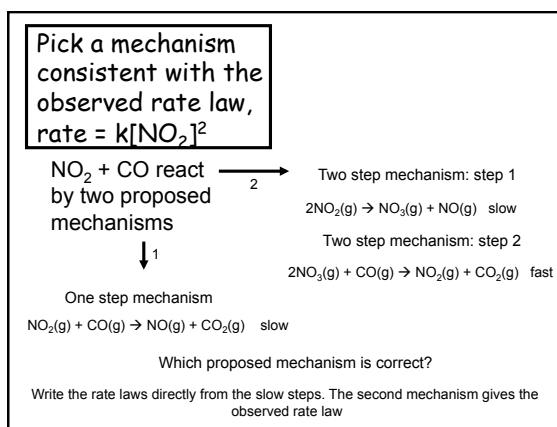 Pick a mechanism
consistent with the
observed rate law,
rate = k[NO₂]²
NO₂ + CO react
by two proposed
mechanisms
2
Two step mechanism: step 1
2NO₂(g) → NO₃(g) + NO(g) slow
Two step mechanism: step 2
2NO₃(g) + CO(g) → NO₂(g) + CO₂(g) fast
1
One step mechanism
NO₂(g) + CO(g) → NO(g) + CO₂(g) slow
Which proposed mechanism is correct?
Write the rate laws directly from the slow steps. The second mechanism gives the
observed rate law